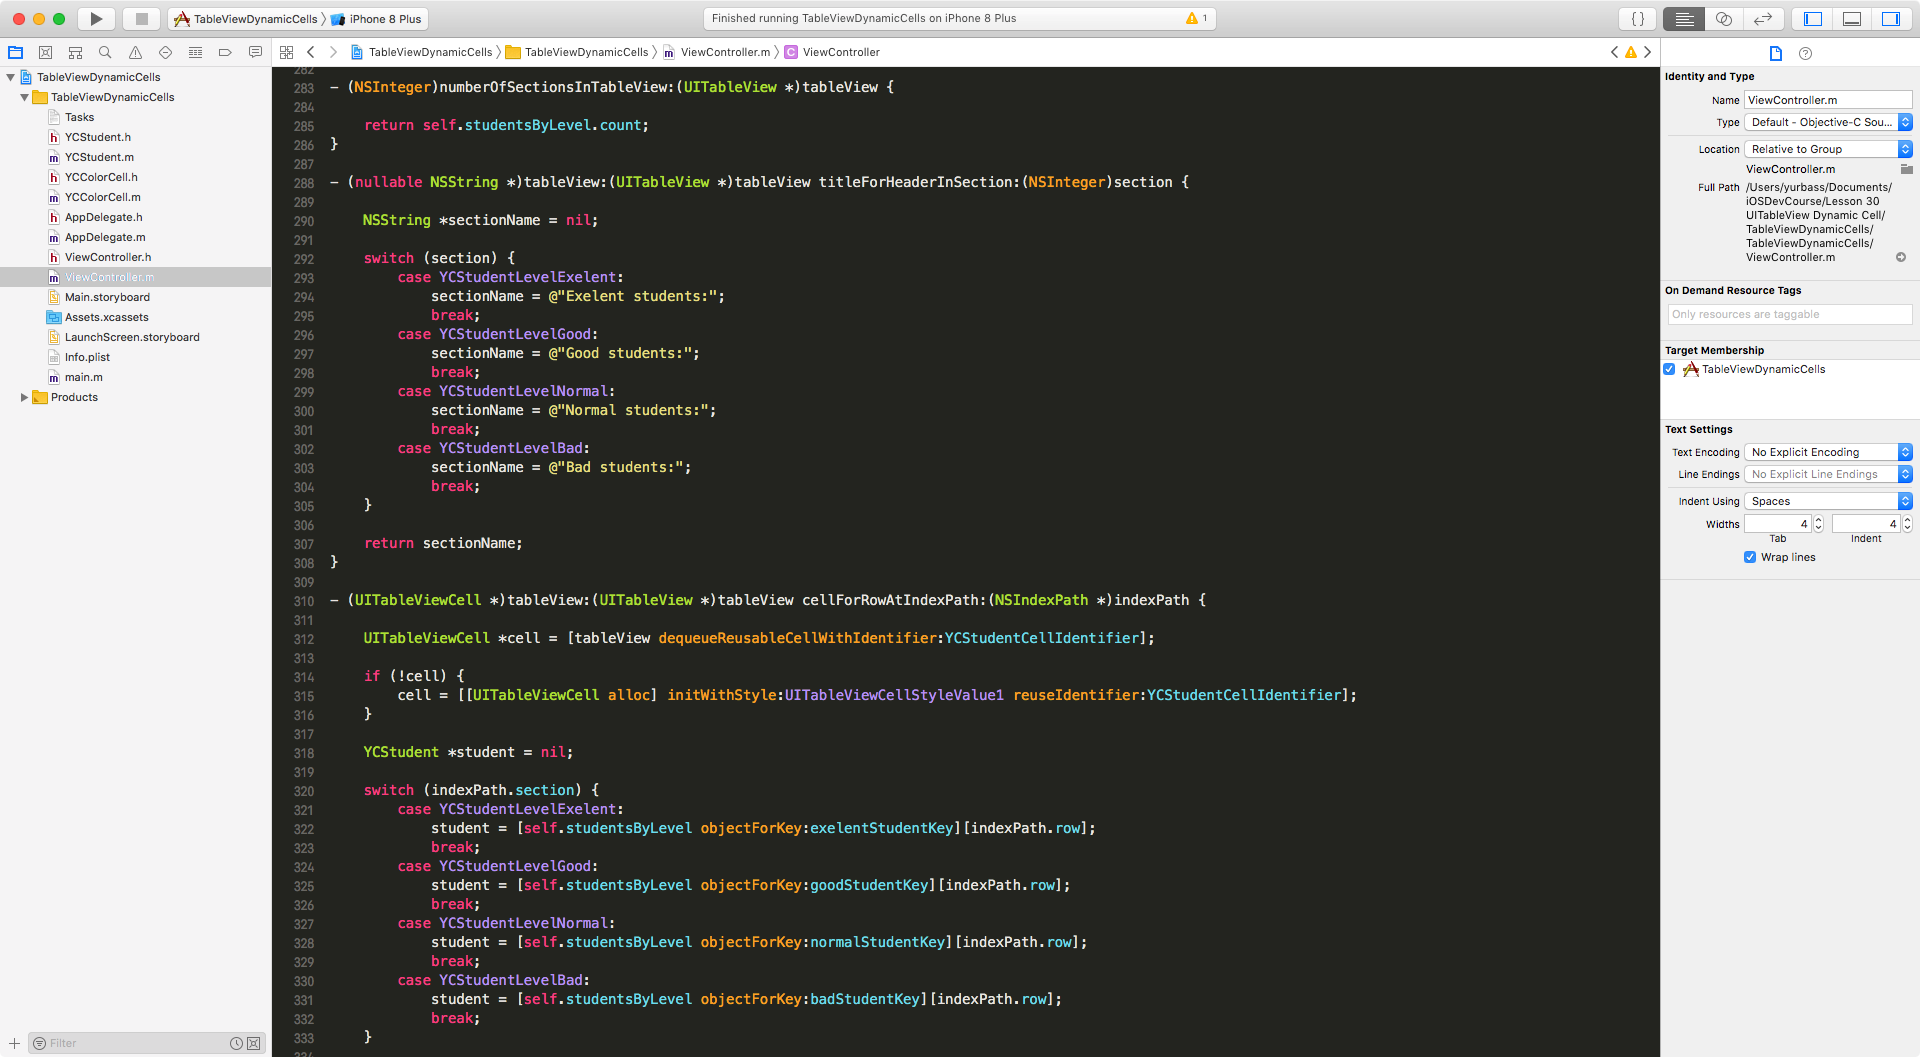 TableViewDynamicCells
iPhone 8 Plus
Finished running TableViewDynamicCells on iPhone 8 Plus
1
{ }
TableViewDynamicCells
TableViewDynamicCells
ViewController.m
C ViewController
TableViewDynamicCells
TableViewDynamicCells
Tasks
h YCStudent.h
m YCStudent.m
h YCColorCell.h
m YCColorCell.m
h AppDelegate.h
m AppDelegate.m
h ViewController.h
m ViewController.m
Main.storyboard
Assets.xcassets
LaunchScreen.storyboard
Info.plist
m main.m
Products
Filter
282
283 - (NSInteger)numberOfSectionsInTableView:(UITableView *)tableView {
284
285     return self.studentsByLevel.count;
286 }
287
288 - (nullable NSString *)tableView:(UITableView *)tableView titleForHeaderInSection:(NSInteger)section {
289
290     NSString *sectionName = nil;
291
292     switch (section) {
293         case YCStudentLevelExelent:
294             sectionName = @"Exelent students:";
295             break;
296         case YCStudentLevelGood:
297             sectionName = @"Good students:";
298             break;
299         case YCStudentLevelNormal:
300             sectionName = @"Normal students:";
301             break;
302         case YCStudentLevelBad:
303             sectionName = @"Bad students:";
304             break;
305     }
306
307     return sectionName;
308 }
309
310 - (UITableViewCell *)tableView:(UITableView *)tableView cellForRowAtIndexPath:(NSIndexPath *)indexPath {
311
312     UITableViewCell *cell = [tableView dequeueReusableCellWithIdentifier:YCStudentCellIdentifier];
313
314     if (!cell) {
315         cell = [[UITableViewCell alloc] initWithStyle:UITableViewCellStyleValue1 reuseIdentifier:YCStudentCellIdentifier];
316     }
317
318     YCStudent *student = nil;
319
320     switch (indexPath.section) {
321         case YCStudentLevelExelent:
322             student = [self.studentsByLevel objectForKey:exelentStudentKey][indexPath.row];
323             break;
324         case YCStudentLevelGood:
325             student = [self.studentsByLevel objectForKey:goodStudentKey][indexPath.row];
326             break;
327         case YCStudentLevelNormal:
328             student = [self.studentsByLevel objectForKey:normalStudentKey][indexPath.row];
329             break;
330         case YCStudentLevelBad:
331             student = [self.studentsByLevel objectForKey:badStudentKey][indexPath.row];
332             break;
333     }
334
Identity and Type
Name ViewController.m
Type Default - Objective-C Sou...
Location Relative to Group
ViewController.m
Full Path /Users/yurbass/Documents/
iOSDevCourse/Lesson 30
UITableView Dynamic Cell/
TableViewDynamicCells/
TableViewDynamicCells/
ViewController.m
On Demand Resource Tags
Only resources are taggable
Target Membership
TableViewDynamicCells
Text Settings
Text Encoding No Explicit Encoding
Line Endings No Explicit Line Endings
Indent Using Spaces
Widths 4 4
Tab Indent
Wrap lines